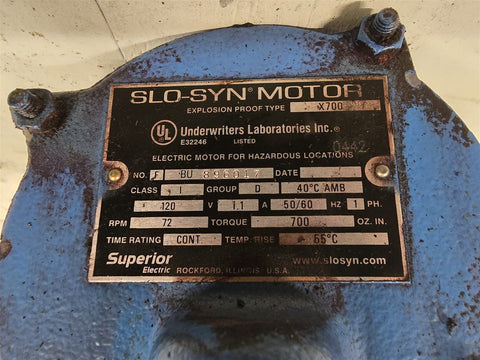 SLO-SYN® MOTOR
EXPLOSION PROOF TYPE X700
UL® Underwriters Laboratories Inc.®
E32246 LISTED
0442
ELECTRIC MOTOR FOR HAZARDOUS LOCATIONS
NO. BU 896047 DATE
CLASS I GROUP D 40°C AMB
120 V 1.1 A 50/60 HZ 1 PH.
RPM 72 TORQUE 700 OZ. IN.
TIME RATING CONT TEMP. RISE 65°C
Superior www.slosyn.com
Electric ROCKFORD, ILLINOIS U.S.A.